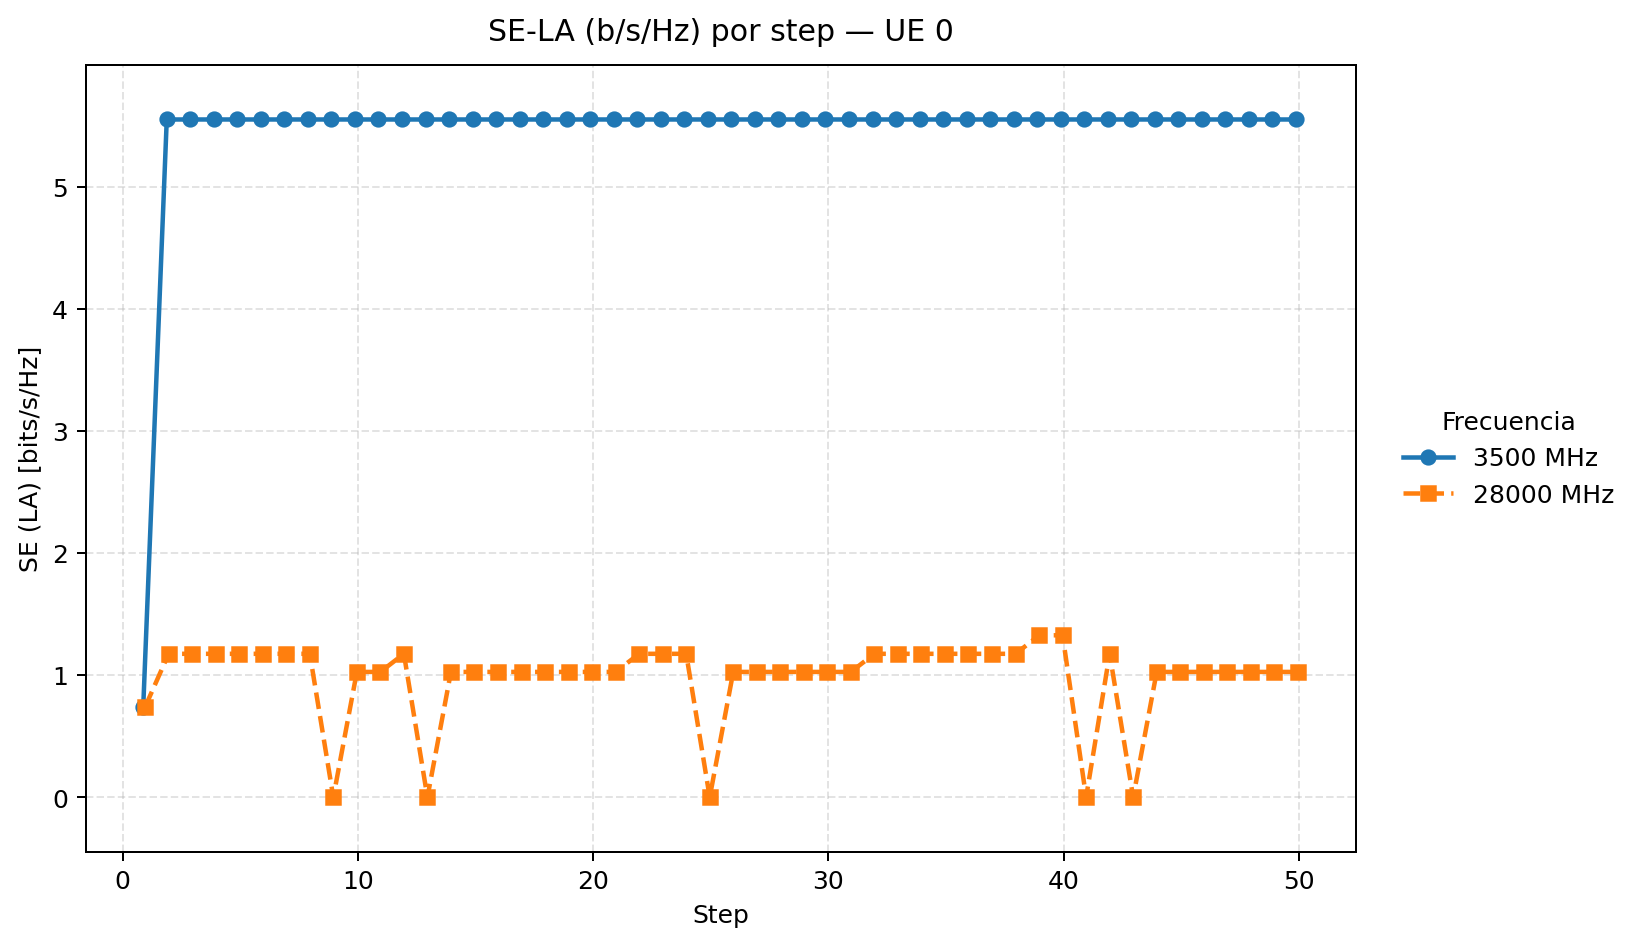 SE-LA (b/s/Hz) por step — UE 0
SE (LA) [bits/s/Hz]
5
4
3
2
1
0
0 10 20 30 40 50
Step
Frecuencia
3500 MHz
28000 MHz